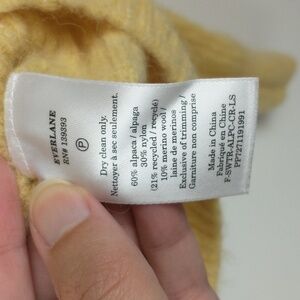 EVERLANE
RN# 139393
P
Dry clean only.
Nettoyer à sec seulement.
60% alpaca / alpaga
30% nylon
(21% recycled / recyclé)
10% merino wool /
laine de merinos
Exclusive of trimming /
Garniture non comprise
Made in China
Fabriqué en Chine
F-SWTR-ALPC-CR-LS
PP7271191991